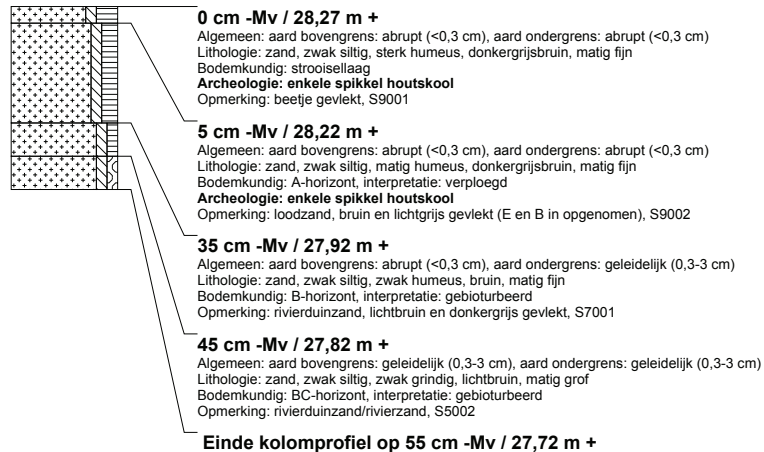 0 cm -Mv / 28,27 m +
Algemeen: aard bovengrens: abrupt (<0,3 cm), aard ondergrens: abrupt (<0,3 cm)
Lithologie: zand, zwak siltig, sterk humeus, donkergrijsbruin, matig fijn
Bodemkundig: strooisellaag
Archeologie: enkele spikkel houtskool
Opmerking: beetje gevlekt, S9001
5 cm -Mv / 28,22 m +
Algemeen: aard bovengrens: abrupt (<0,3 cm), aard ondergrens: abrupt (<0,3 cm)
Lithologie: zand, zwak siltig, matig humeus, donkergrijsbruin, matig fijn
Bodemkundig: A-horizont, interpretatie: verploegd
Archeologie: enkele spikkel houtskool
Opmerking: loodzand, bruin en lichtgrijs gevlekt (E en B in opgenomen), S9002
35 cm -Mv / 27,92 m +
Algemeen: aard bovengrens: abrupt (<0,3 cm), aard ondergrens: geleidelijk (0,3-3 cm)
Lithologie: zand, zwak siltig, zwak humeus, bruin, matig fijn
Bodemkundig: B-horizont, interpretatie: gebioturbeerd
Opmerking: rivierduinzand, lichtbruin en donkergrijs gevlekt, S7001
45 cm -Mv / 27,82 m +
Algemeen: aard bovengrens: geleidelijk (0,3-3 cm), aard ondergrens: geleidelijk (0,3-3 cm)
Lithologie: zand, zwak siltig, zwak grindig, lichtbruin, matig grof
Bodemkundig: BC-horizont, interpretatie: gebioturbeerd
Opmerking: rivierduinzand/rivierzand, S5002
Einde kolomprofiel op 55 cm -Mv / 27,72 m +